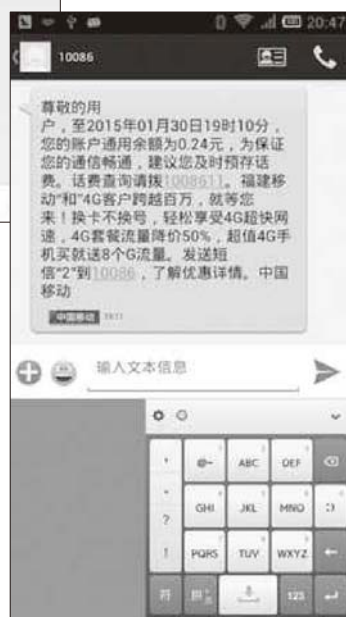 20:47
10086
尊敬的用
户，至2015年01月30日19时10分，
您的账户通用余额为0.24元，为保证
您的通信畅通，建议您及时预存话
费。话费查询请拨1008611。福建移
动“和”4G客户跨越百万，就等您
来！换卡不换号，轻松享受4G超快网
速，4G套餐流量降价50%，超值4G手
机买就送8个G流量。发送短
信“2”到10086，了解优惠详情。中国
移动
中国移动 19:11
输入文本信息
, @~ ABC DEF
GHI JKL MNO :)
?
! PQRS TUV WXYZ
符 拼 123